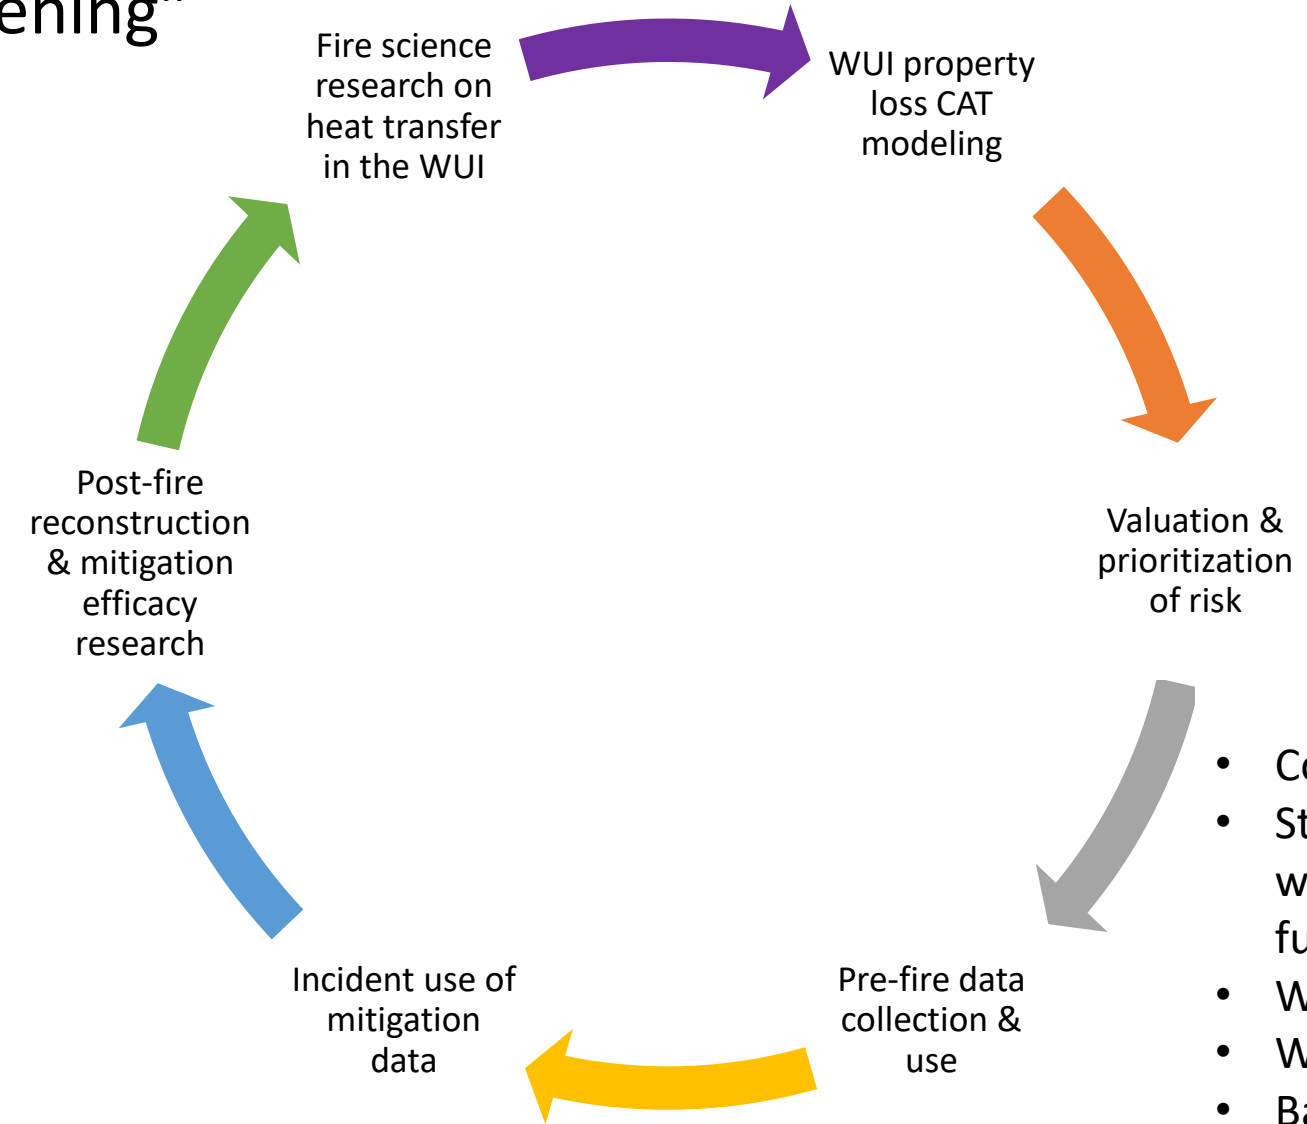 ening"
Fire science
research on
heat transfer
in the WUI
WUI property
loss CAT
modeling
Valuation &
prioritization
of risk
Pre-fire data
collection &
use
Incident use of
mitigation
data
Post-fire
reconstruction
& mitigation
efficacy
research